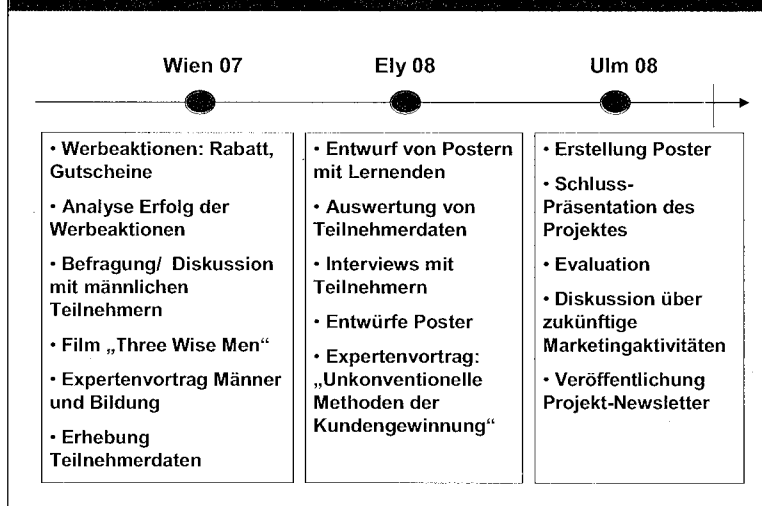 Wien 07
Ely 08
Ulm 08
• Werbeaktionen: Rabatt,
Gutscheine
• Analyse Erfolg der
Werbeaktionen
• Befragung/ Diskussion
mit männlichen
Teilnehmern
• Film „Three Wise Men“
• Expertenvortrag Männer
und Bildung
• Erhebung
Teilnehmerdaten
• Entwurf von Postern
mit Lernenden
• Auswertung von
Teilnehmerdaten
• Interviews mit
Teilnehmern
• Entwürfe Poster
• Expertenvortrag:
„Unkonventionelle
Methoden der
Kundengewinnung“
• Erstellung Poster
• Schluss-
Präsentation des
Projektes
• Evaluation
• Diskussion über
zukünftige
Marketingaktivitäten
• Veröffentlichung
Projekt-Newsletter